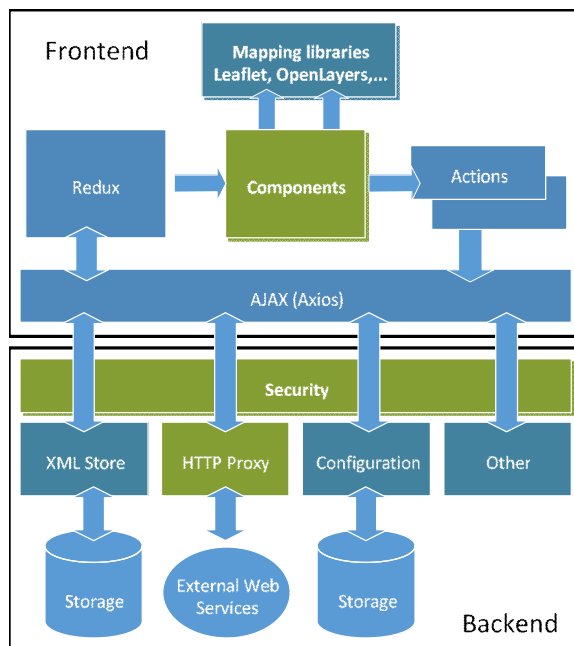 Frontend
Mapping libraries
Leaflet, OpenLayers,...
Redux
Components
Actions
AJAX (Axios)
Security
XML Store
HTTP Proxy
Configuration
Other
Storage
External Web
Services
Storage
Backend